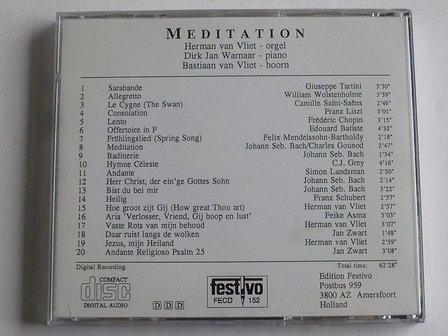 MEDITATION
Herman van Vliet - orgel
Dirk Jan Warnaar - piano
Bastiaan van Vliet - hoorn
1 Sarabande Giuseppe Tartini 3'30"
2 Allegretto William Wolstenholme 3'39"
3 Le Cygne (The Swan) Camille Saint-Saëns 2'46"
4 Consolation Franz Liszt 3'01"
5 Lento Frédéric Chopin 3'15"
6 Offertoire in F Edouard Batiste 4'32"
7 Frühlingslied (Spring Song) Felix Mendelssohn-Bartholdy 2'18"
8 Meditation Johann Seb. Bach/Charles Gounod 2'47"
9 Badinerie Johann Seb. Bach 1'54"
10 Hymne Céleste C.J. Grey 4'16"
11 Andante Simon Landsman 2'50"
12 Herr Christ, der ein'ge Gottes Sohn Johann Seb. Bach 2'14"
13 Bist du bei mir Johann Seb. Bach 3'22"
14 Heilig Franz Schubert 2'57"
15 Hoe groot zijt Gij (How great Thou art) Herman van Vliet 2'57"
16 Aria 'Verlosser, Vriend, Gij hoop en lust' Feike Asma 3'03"
17 Vaste Rots van mijn behoud Herman van Vliet 3'07"
18 Daar ruist langs de wolken Jan Zwart 1'48"
19 Jezus, mijn Heiland Herman van Vliet 2'59"
20 Andante Religioso Psalm 25 Jan Zwart 3'08"
Digital Recording. Total time: 62'28"
COMPACT
disc
DIGITAL AUDIO
D D D
festivo
FECD 152
Edition Festivo
Postbus 959
3800 AZ Amersfoort
Holland